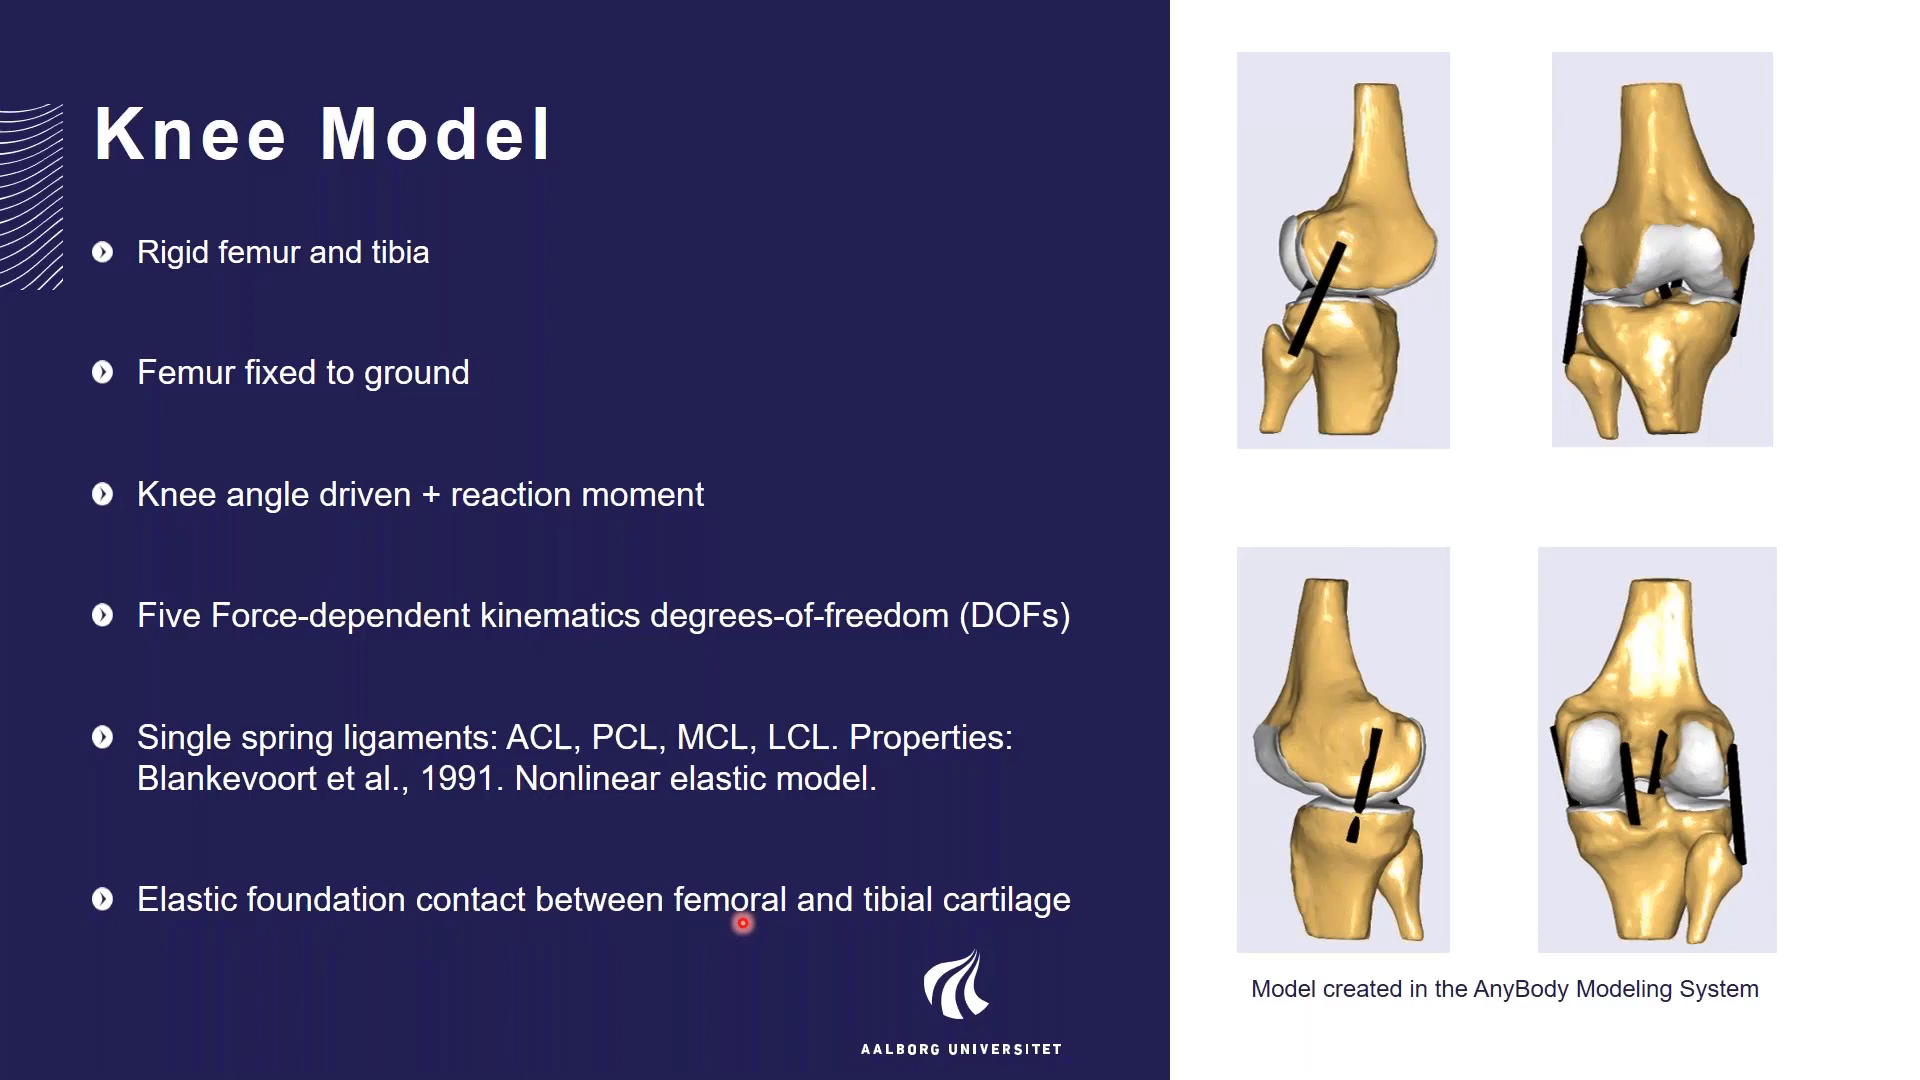 Knee Model
Rigid femur and tibia
Femur fixed to ground
Knee angle driven + reaction moment
Five Force-dependent kinematics degrees-of-freedom (DOFs)
Single spring ligaments: ACL, PCL, MCL, LCL. Properties:
Blankevoort et al., 1991. Nonlinear elastic model.
Elastic foundation contact between femoral and tibial cartilage
AALBORG UNIVERSITET
Model created in the AnyBody Modeling System